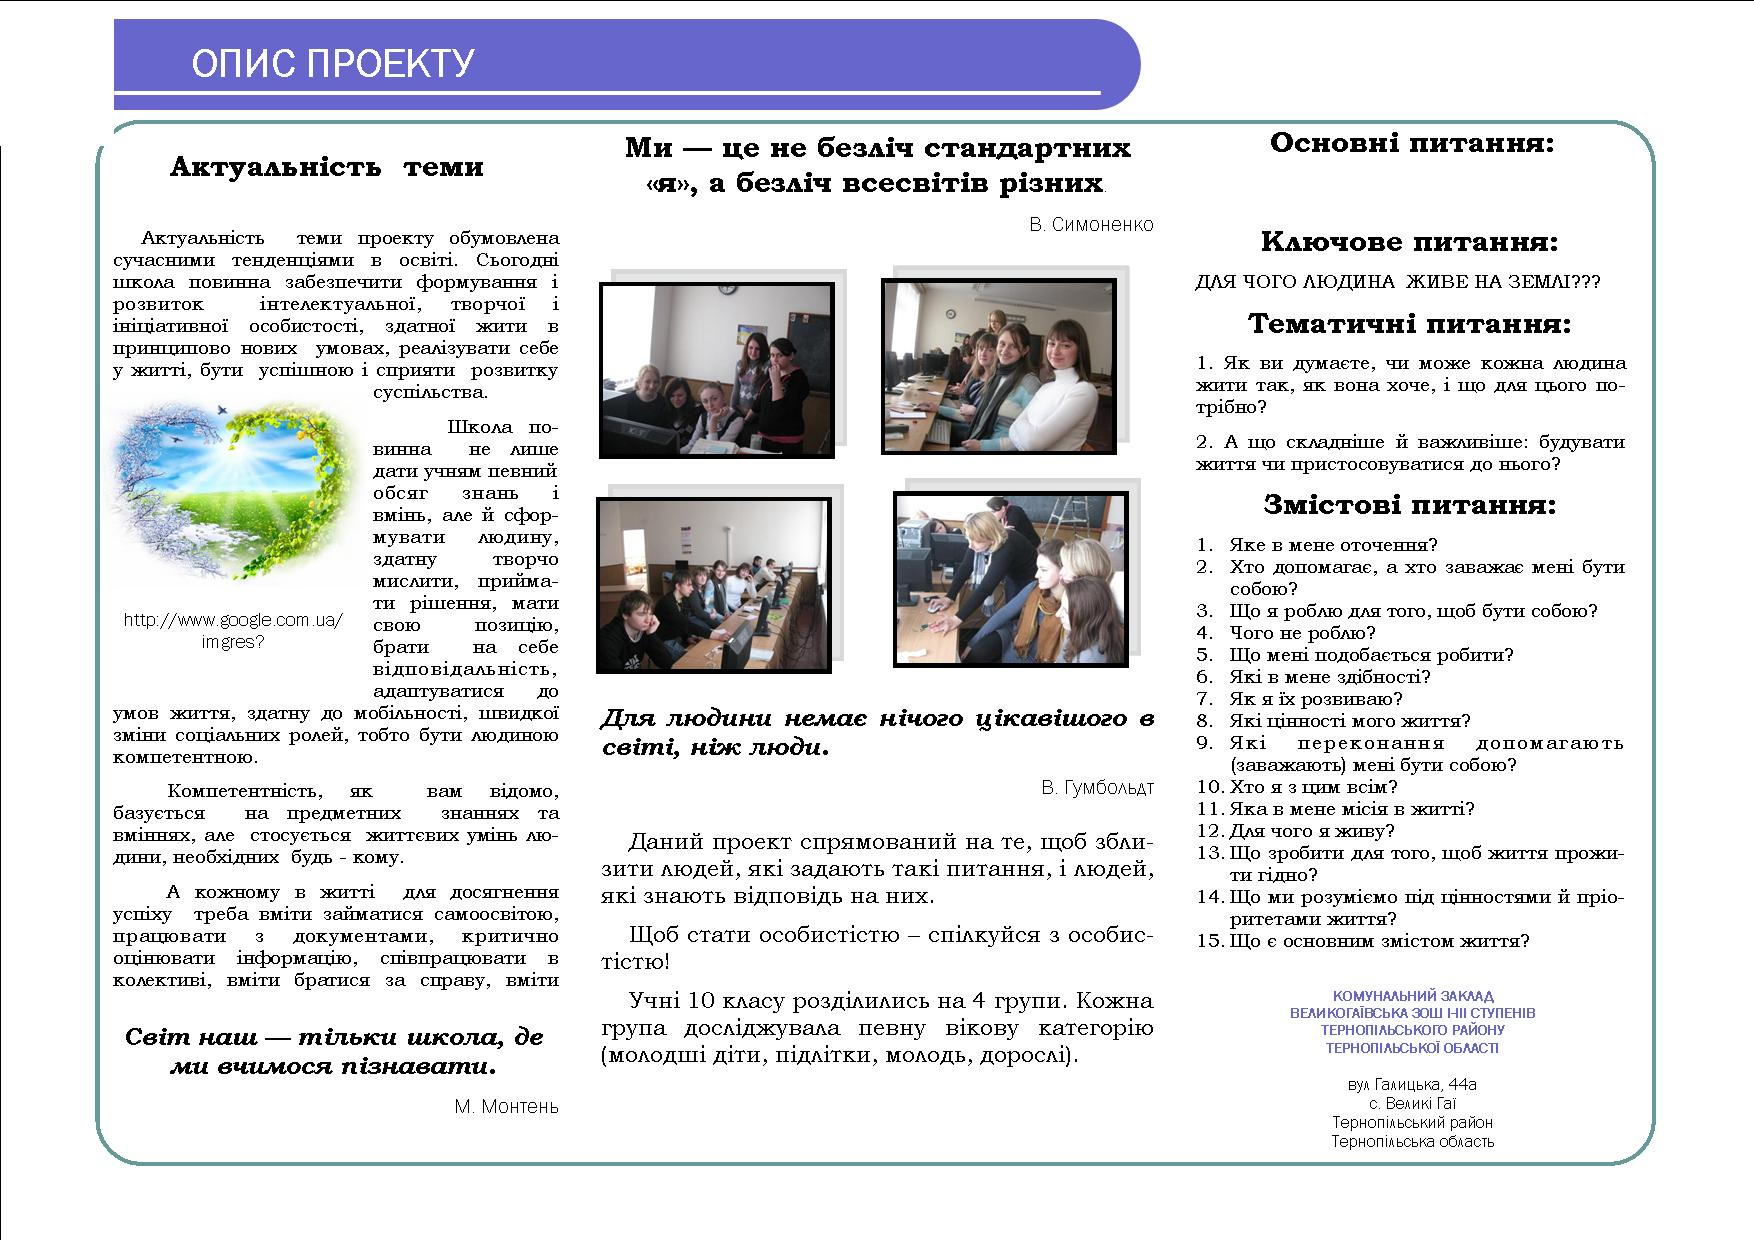 ОПИС ПРОЕКТУ
Актуальність теми
Актуальність теми проекту обумовлена
сучасними тенденціями в освіті. Сьогодні
школа повинна забезпечити формування і
розвиток інтелектуальної, творчої і
ініціативної особистості, здатної жити в
принципово нових умовах, реалізувати себе
у житті, бути успішною і сприяти розвитку
суспільства.
Школа по-
винна не лише
дати учням певний
обсяг знань і
вмінь, але й сфор-
мувати людину,
здатну творчо
мислити, прийма-
ти рішення, мати
свою позицію,
брати на себе
відповідальність,
адаптуватися до
умов життя, здатну до мобільності, швидкої
зміни соціальних ролей, тобто бути людиною
компетентною.
http://www.google.com.ua/
imgres?
Компетентність, як вам відомо,
базується на предметних знаннях та
вміннях, але стосується життєвих умінь лю-
дини, необхідних будь - кому.
А кожному в житті для досягнення
успіху треба вміти займатися самоосвітою,
працювати з документами, критично
оцінювати інформацію, співпрацювати в
колективі, вміти братися за справу, вміти
Світ наш — тільки школа, де
ми вчимося пізнавати.
М. Монтень
Ми — це не безліч стандартних
«я», а безліч всесвітів різних.
В. Симоненко
Для людини немає нічого цікавішого в
світі, ніж люди.
В. Гумбольдт
Даний проект спрямований на те, щоб збли-
зити людей, які задають такі питання, і людей,
які знають відповідь на них.
Щоб стати особистістю – спілкуйся з особис-
тістю!
Учні 10 класу розділились на 4 групи. Кожна
група досліджувала певну вікову категорію
(молодші діти, підлітки, молодь, дорослі).
Основні питання:
Ключове питання:
ДЛЯ ЧОГО ЛЮДИНА ЖИВЕ НА ЗЕМЛІ???
Тематичні питання:
1. Як ви думаєте, чи може кожна людина
жити так, як вона хоче, і що для цього по-
трібно?
2. А що складніше й важливіше: будувати
життя чи пристосовуватися до нього?
Змістові питання:
1. Яке в мене оточення?
2. Хто допомагає, а хто заважає мені бути
собою?
3. Що я роблю для того, щоб бути собою?
4. Чого не роблю?
5. Що мені подобається робити?
6. Які в мене здібності?
7. Як я їх розвиваю?
8. Які цінності мого життя?
9. Які переконання допомагають
(заважають) мені бути собою?
10. Хто я з цим всім?
11. Яка в мене місія в житті?
12. Для чого я живу?
13. Що зробити для того, щоб життя прожи-
ти гідно?
14. Що ми розуміємо під цінностями й пріо-
ритетами життя?
15. Що є основним змістом життя?
КОМУНАЛЬНИЙ ЗАКЛАД
ВЕЛИКОГАЇВСЬКА ЗОШ І-ІІІ СТУПЕНІВ
ТЕРНОПІЛЬСЬКОГО РАЙОНУ
ТЕРНОПІЛЬСЬКОЇ ОБЛАСТІ
вул Галицька, 44а
с. Великі Гаї
Тернопільський район
Тернопільська область